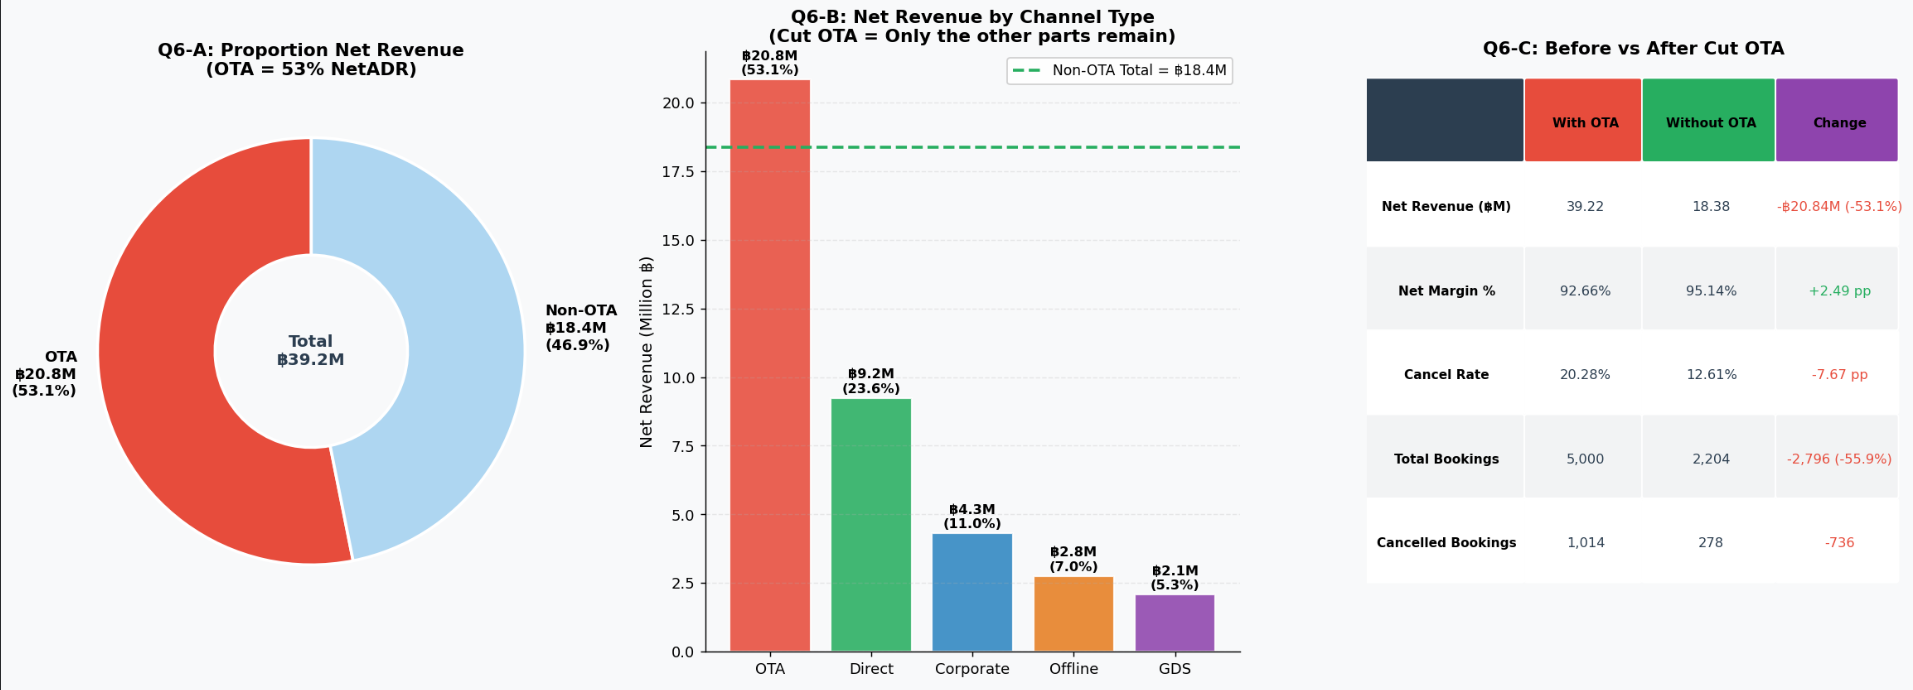 Q6-A: Proportion Net Revenue
(OTA = 53% NetADR)
OTA
฿20.8M
(53.1%)
Total
฿39.2M
Non-OTA
฿18.4M
(46.9%)
Q6-B: Net Revenue by Channel Type
(Cut OTA = Only the other parts remain)
Net Revenue (Million ฿)
20.0
17.5
15.0
12.5
10.0
7.5
5.0
2.5
0.0
Non-OTA Total = ฿18.4M
฿20.8M
(53.1%)
฿9.2M
(23.6%)
฿4.3M
(11.0%)
฿2.8M
(7.0%)
฿2.1M
(5.3%)
OTA Direct Corporate Offline GDS
Q6-C: Before vs After Cut OTA
With OTA Without OTA Change
Net Revenue (฿M) 39.22 18.38 -฿20.84M (-53.1%)
Net Margin % 92.66% 95.14% +2.49 pp
Cancel Rate 20.28% 12.61% -7.67 pp
Total Bookings 5,000 2,204 -2,796 (-55.9%)
Cancelled Bookings 1,014 278 -736